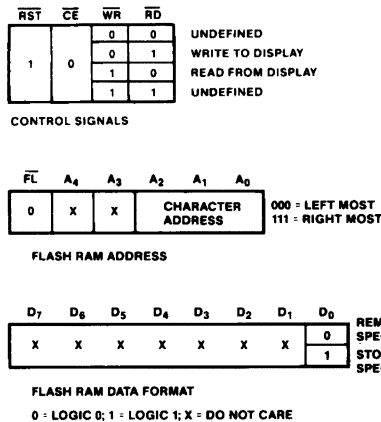 RST CE WR RD
0 0 UNDEFINED
0 1 WRITE TO DISPLAY
1 0
1 0 READ FROM DISPLAY
1 1 UNDEFINED
CONTROL SIGNALS
FL A4 A3 A2 A1 A0
0 X X CHARACTER ADDRESS
000 = LEFT MOST
111 = RIGHT MOST
FLASH RAM ADDRESS
D7 D6 D5 D4 D3 D2 D1 D0
X X X X X X X
0
1
FLASH RAM DATA FORMAT
0 = LOGIC 0; 1 = LOGIC 1; X = DO NOT CARE